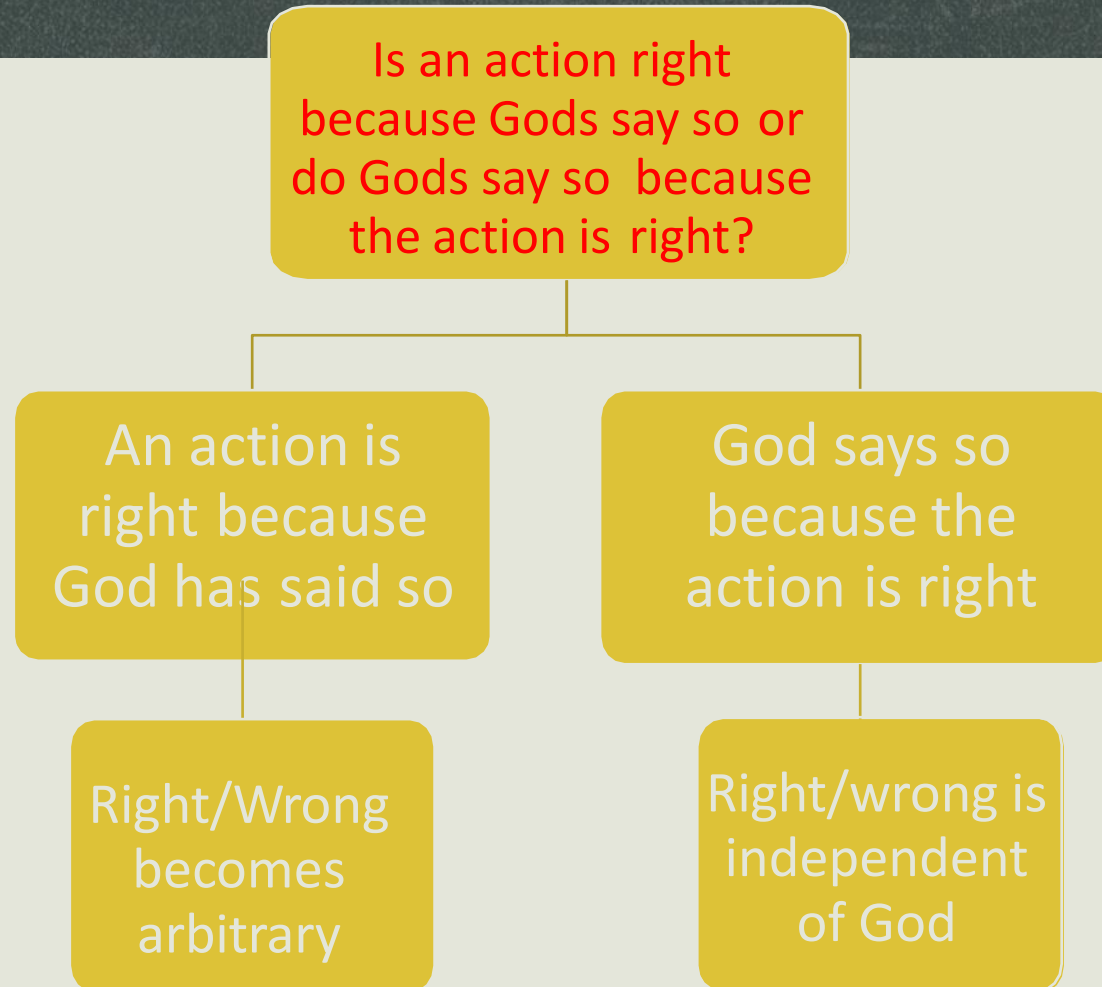 Is an action right
because Gods say so or
do Gods say so because
the action is right?
An action is
right because
God has said so
God says so
because the
action is right
Right/Wrong
becomes
arbitrary
Right/wrong is
independent
of God